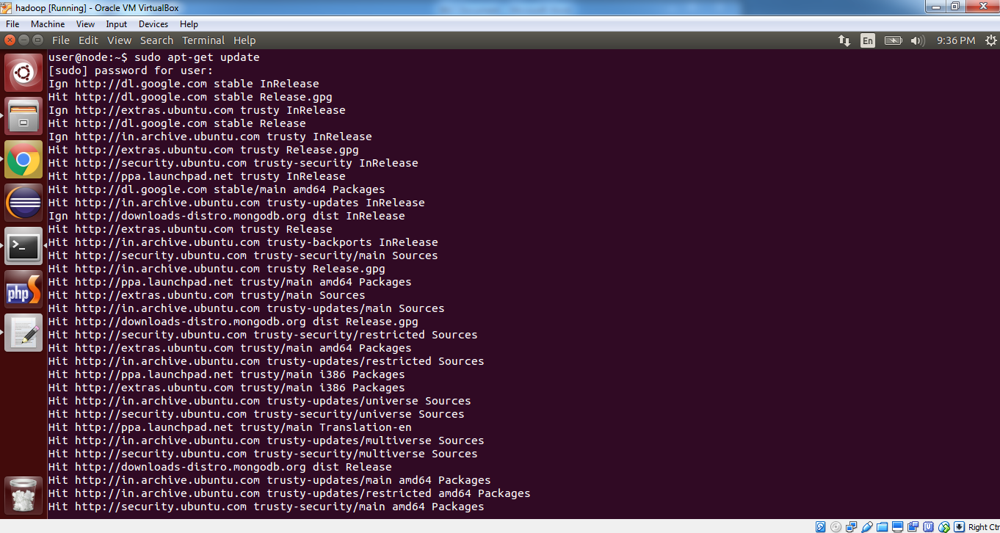 hadoop [Running] - Oracle VM VirtualBox
File Machine View Input Devices Help
File Edit View Search Terminal Help En 9:36 PM
user@node:~$ sudo apt-get update
[sudo] password for user:
Ign http://dl.google.com stable InRelease
Hit http://dl.google.com stable Release.gpg
Ign http://extras.ubuntu.com trusty InRelease
Hit http://dl.google.com stable Release
Ign http://in.archive.ubuntu.com trusty InRelease
Hit http://extras.ubuntu.com trusty Release.gpg
Hit http://security.ubuntu.com trusty-security InRelease
Hit http://ppa.launchpad.net trusty InRelease
Hit http://dl.google.com stable/main amd64 Packages
Hit http://in.archive.ubuntu.com trusty-updates InRelease
Ign http://downloads-distro.mongodb.org dist InRelease
Hit http://extras.ubuntu.com trusty Release
Hit http://in.archive.ubuntu.com trusty-backports InRelease
Hit http://security.ubuntu.com trusty-security/main Sources
Hit http://in.archive.ubuntu.com trusty Release.gpg
Hit http://ppa.launchpad.net trusty/main amd64 Packages
Hit http://extras.ubuntu.com trusty/main Sources
Hit http://in.archive.ubuntu.com trusty-updates/main Sources
Hit http://downloads-distro.mongodb.org dist Release.gpg
Hit http://security.ubuntu.com trusty-security/restricted Sources
Hit http://extras.ubuntu.com trusty/main amd64 Packages
Hit http://in.archive.ubuntu.com trusty-updates/restricted Sources
Hit http://ppa.launchpad.net trusty/main i386 Packages
Hit http://extras.ubuntu.com trusty/main i386 Packages
Hit http://in.archive.ubuntu.com trusty-updates/universe Sources
Hit http://security.ubuntu.com trusty-security/universe Sources
Hit http://ppa.launchpad.net trusty/main Translation-en
Hit http://in.archive.ubuntu.com trusty-updates/multiverse Sources
Hit http://security.ubuntu.com trusty-security/multiverse Sources
Hit http://downloads-distro.mongodb.org dist Release
Hit http://in.archive.ubuntu.com trusty-updates/main amd64 Packages
Hit http://in.archive.ubuntu.com trusty-updates/restricted amd64 Packages
Hit http://security.ubuntu.com trusty-security/main amd64 Packages
php
Right Ctr